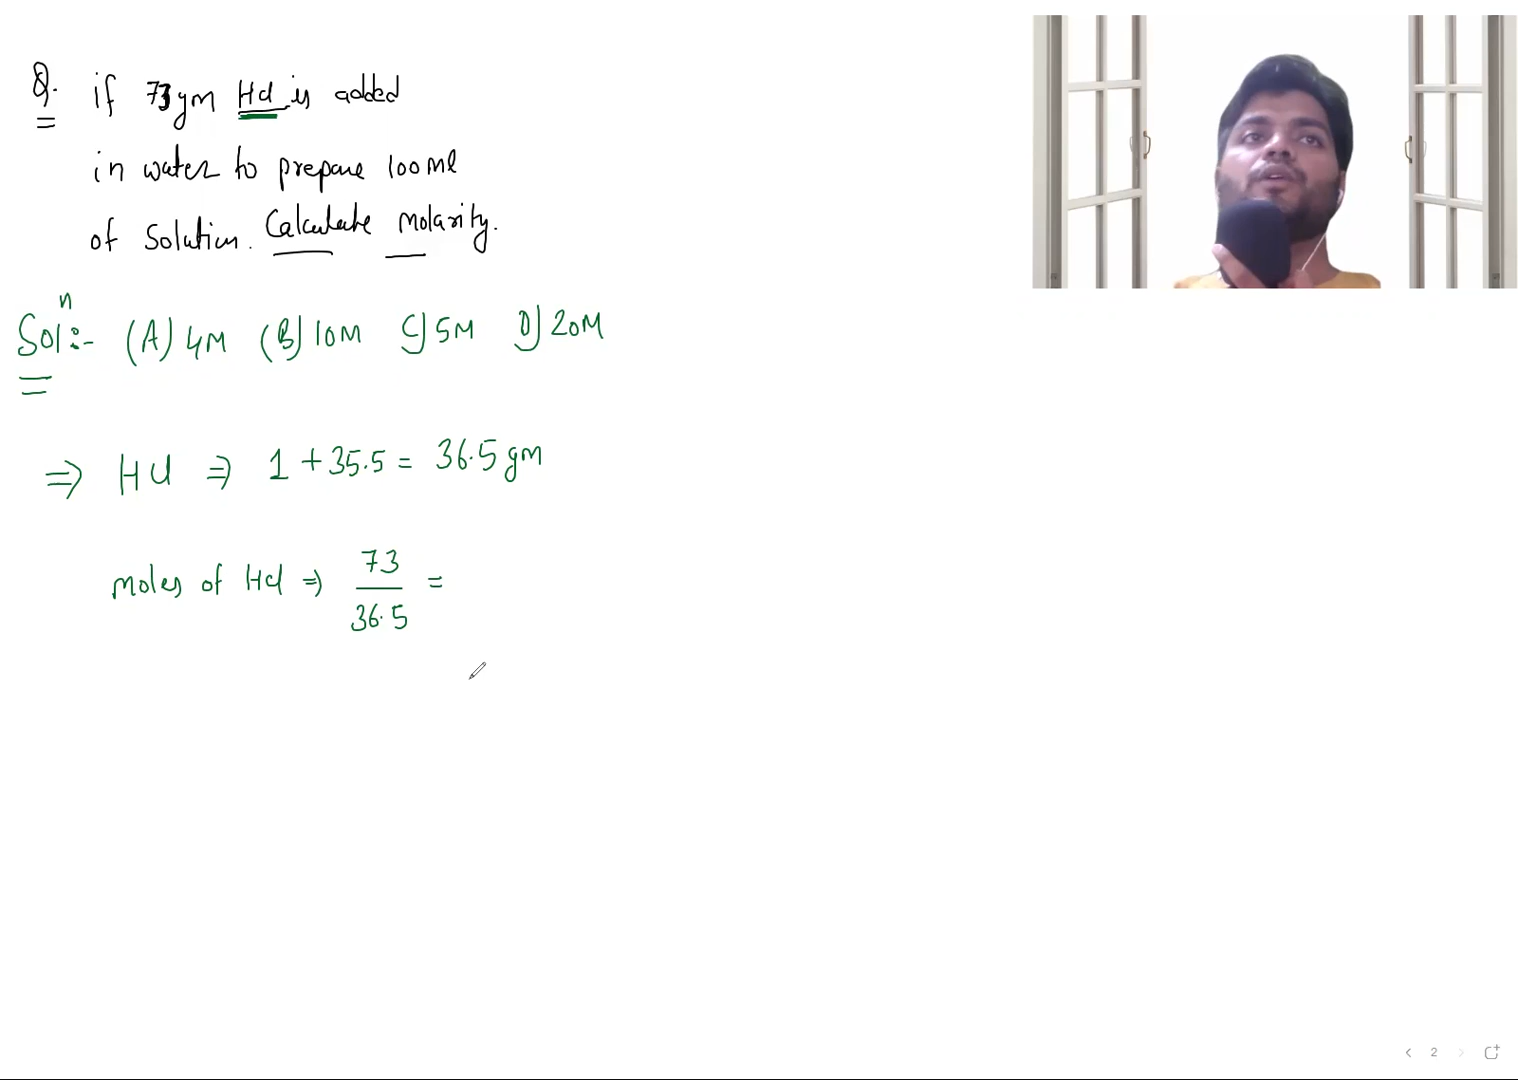 Q. if 73gm HCl is added
in water to prepare 100ml
of Solution. Calculate molarity.
Solⁿ:- (A) 4M (B) 10M C) 5M D) 20M
⇒ HCl ⇒ 1 + 35.5 = 36.5 gm
moles of HCl ⇒ 73/36.5 =
< 2 >